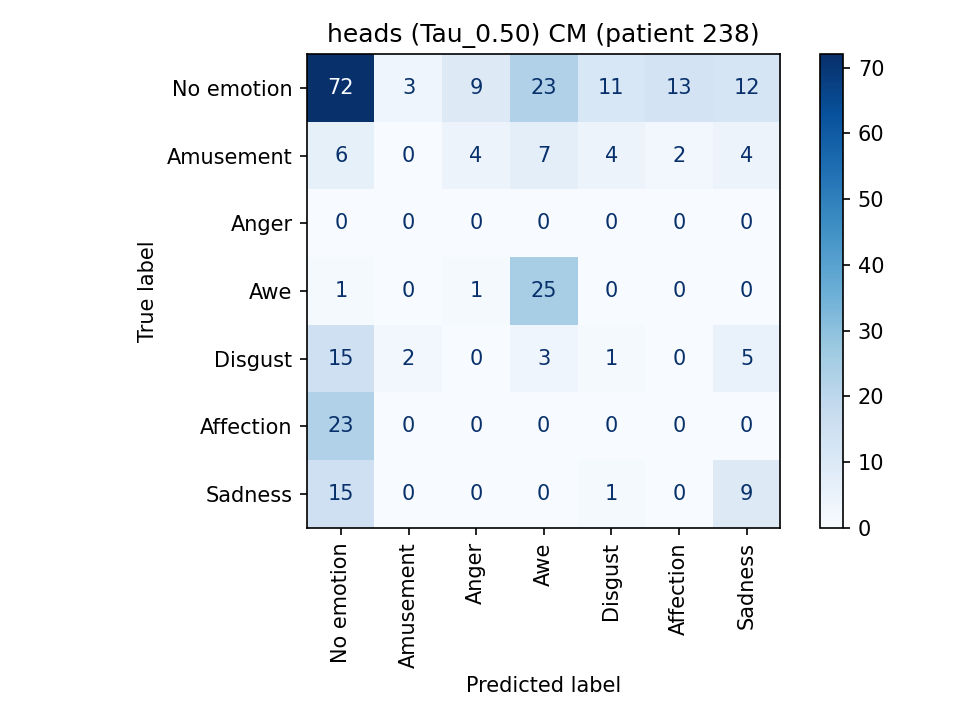 heads (Tau_0.50) CM (patient 238)
No emotion 72 3 9 23 11 13 12
Amusement 6 0 4 7 4 2 4
Anger 0 0 0 0 0 0 0
Awe 1 0 1 25 0 0 0
Disgust 15 2 0 3 1 0 5
Affection 23 0 0 0 0 0 0
Sadness 15 0 0 0 1 0 9
True label
No emotion
Amusement
Anger
Awe
Disgust
Affection
Sadness
Predicted label
70
60
50
40
30
20
10
0